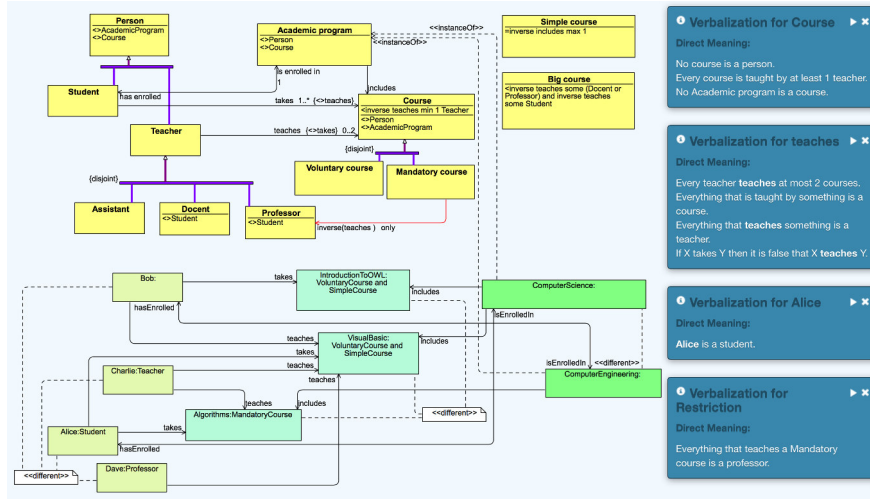 Person
<>AcademicProgram
<>Course
Academic program
<>Person
<>Course
<<instanceOf>>
<<instanceOf>>
Simple course
=inverse includes max 1
Big course
<inverse teaches some (Docent or
Professor) and inverse teaches
some Student
is enrolled in
1
includes
Student
has enrolled
takes 1..* {<>teaches}
Course
<inverse teaches min 1 Teacher
<>Person
<>AcademicProgram
Teacher
teaches {<>takes} 0..2
{disjoint}
Voluntary course
Mandatory course
{disjoint}
Assistant
Docent
<>Student
Professor
<>Student
inverse(teaches ) only
Bob:
takes
IntroductionToOWL:
VoluntaryCourse and
SimpleCourse
includes
ComputerScience:
hasEnrolled
isEnrolledIn
teaches
takes
teaches
teaches
VisualBasic:
VoluntaryCourse and
SimpleCourse
includes
isEnrolledIn
<<different>>
ComputerEngineering:
Charlie:Teacher
teaches
includes
Algorithms:MandatoryCourse
<<different>>
Alice:Student
takes
hasEnrolled
Dave:Professor
<<different>>
Verbalization for Course
Direct Meaning:
No course is a person.
Every course is taught by at least 1 teacher.
No Academic program is a course.
Verbalization for teaches
Direct Meaning:
Every teacher teaches at most 2 courses.
Everything that is taught by something is a
course.
Everything that teaches something is a
teacher.
If X takes Y then it is false that X teaches Y.
Verbalization for Alice
Direct Meaning:
Alice is a student.
Verbalization for
Restriction
Direct Meaning:
Everything that teaches a Mandatory
course is a professor.